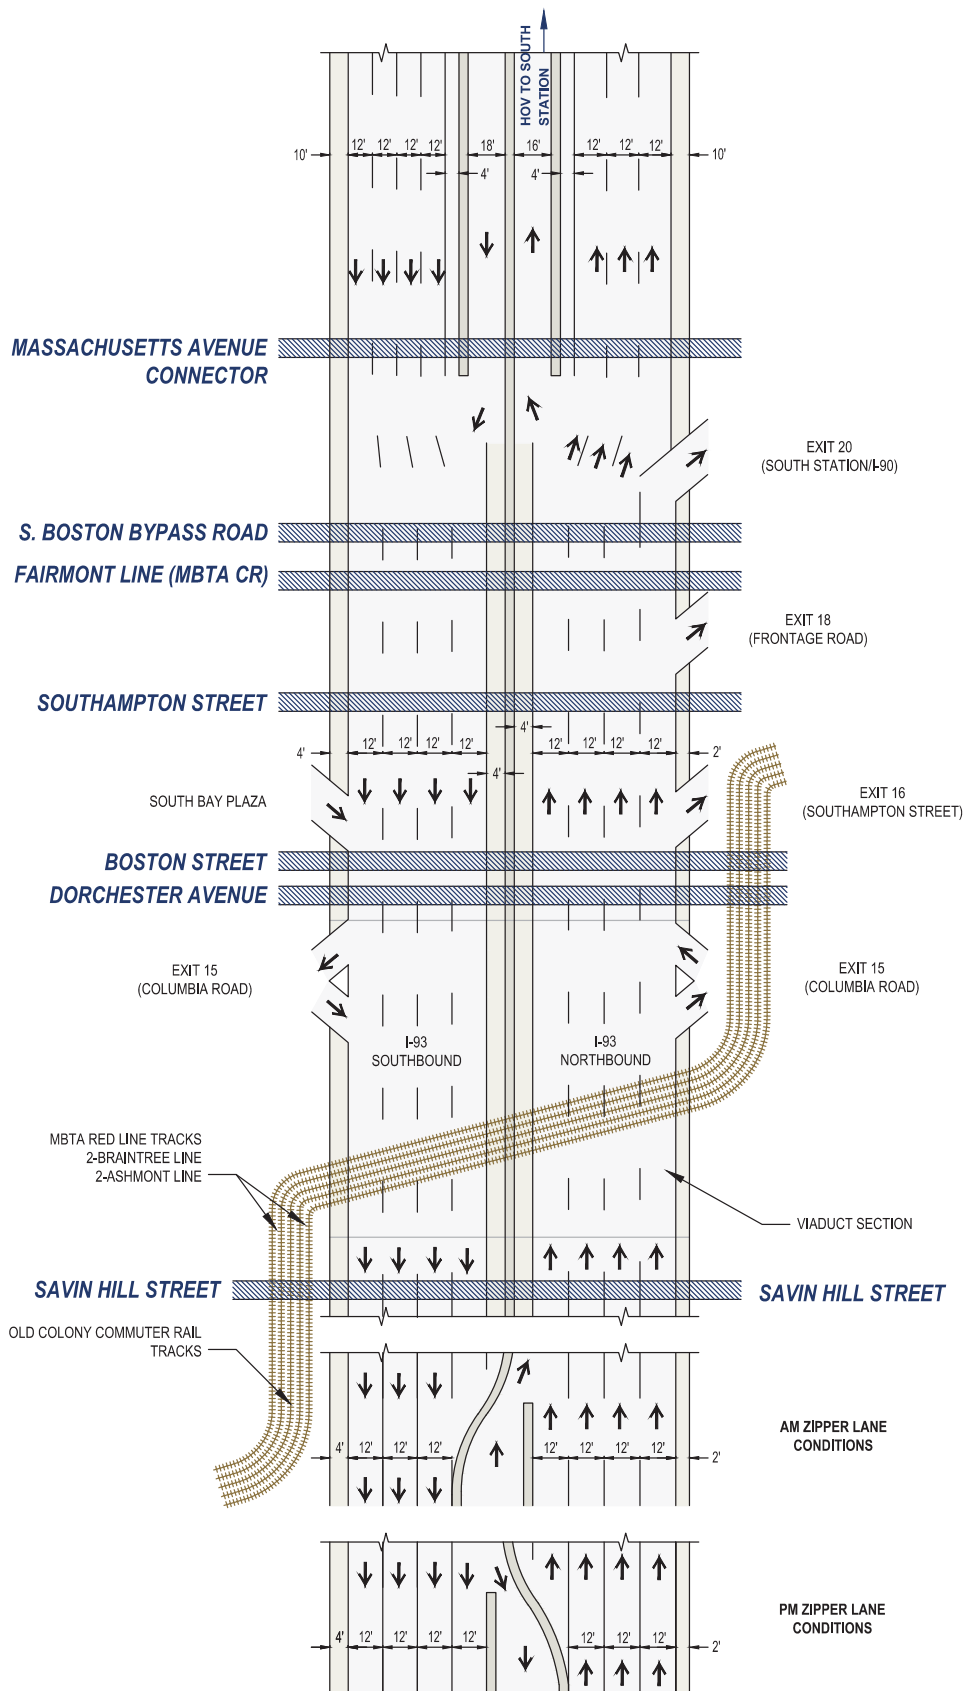 HOV TO SOUTH
STATION
10' 12' 12' 12' 12' 18' 16' 12' 12' 12' 10'
4' 4'
MASSACHUSETTS AVENUE
CONNECTOR
EXIT 20
(SOUTH STATION/I-90)
S. BOSTON BYPASS ROAD
FAIRMONT LINE (MBTA CR)
EXIT 18
(FRONTAGE ROAD)
SOUTHAMPTON STREET
4'
4' 12' 12' 12' 12' 12' 12' 12' 12' 2'
4'
SOUTH BAY PLAZA
EXIT 16
(SOUTHAMPTON STREET)
BOSTON STREET
DORCHESTER AVENUE
EXIT 15
(COLUMBIA ROAD)
EXIT 15
(COLUMBIA ROAD)
I-93
SOUTHBOUND
I-93
NORTHBOUND
MBTA RED LINE TRACKS
2-BRAINTREE LINE
2-ASHMONT LINE
VIADUCT SECTION
SAVIN HILL STREET
SAVIN HILL STREET
OLD COLONY COMMUTER RAIL
TRACKS
AM ZIPPER LANE
CONDITIONS
4' 12' 12' 12' 12' 12' 12' 12' 2'
PM ZIPPER LANE
CONDITIONS
4' 12' 12' 12' 12' 12' 12' 12' 2'